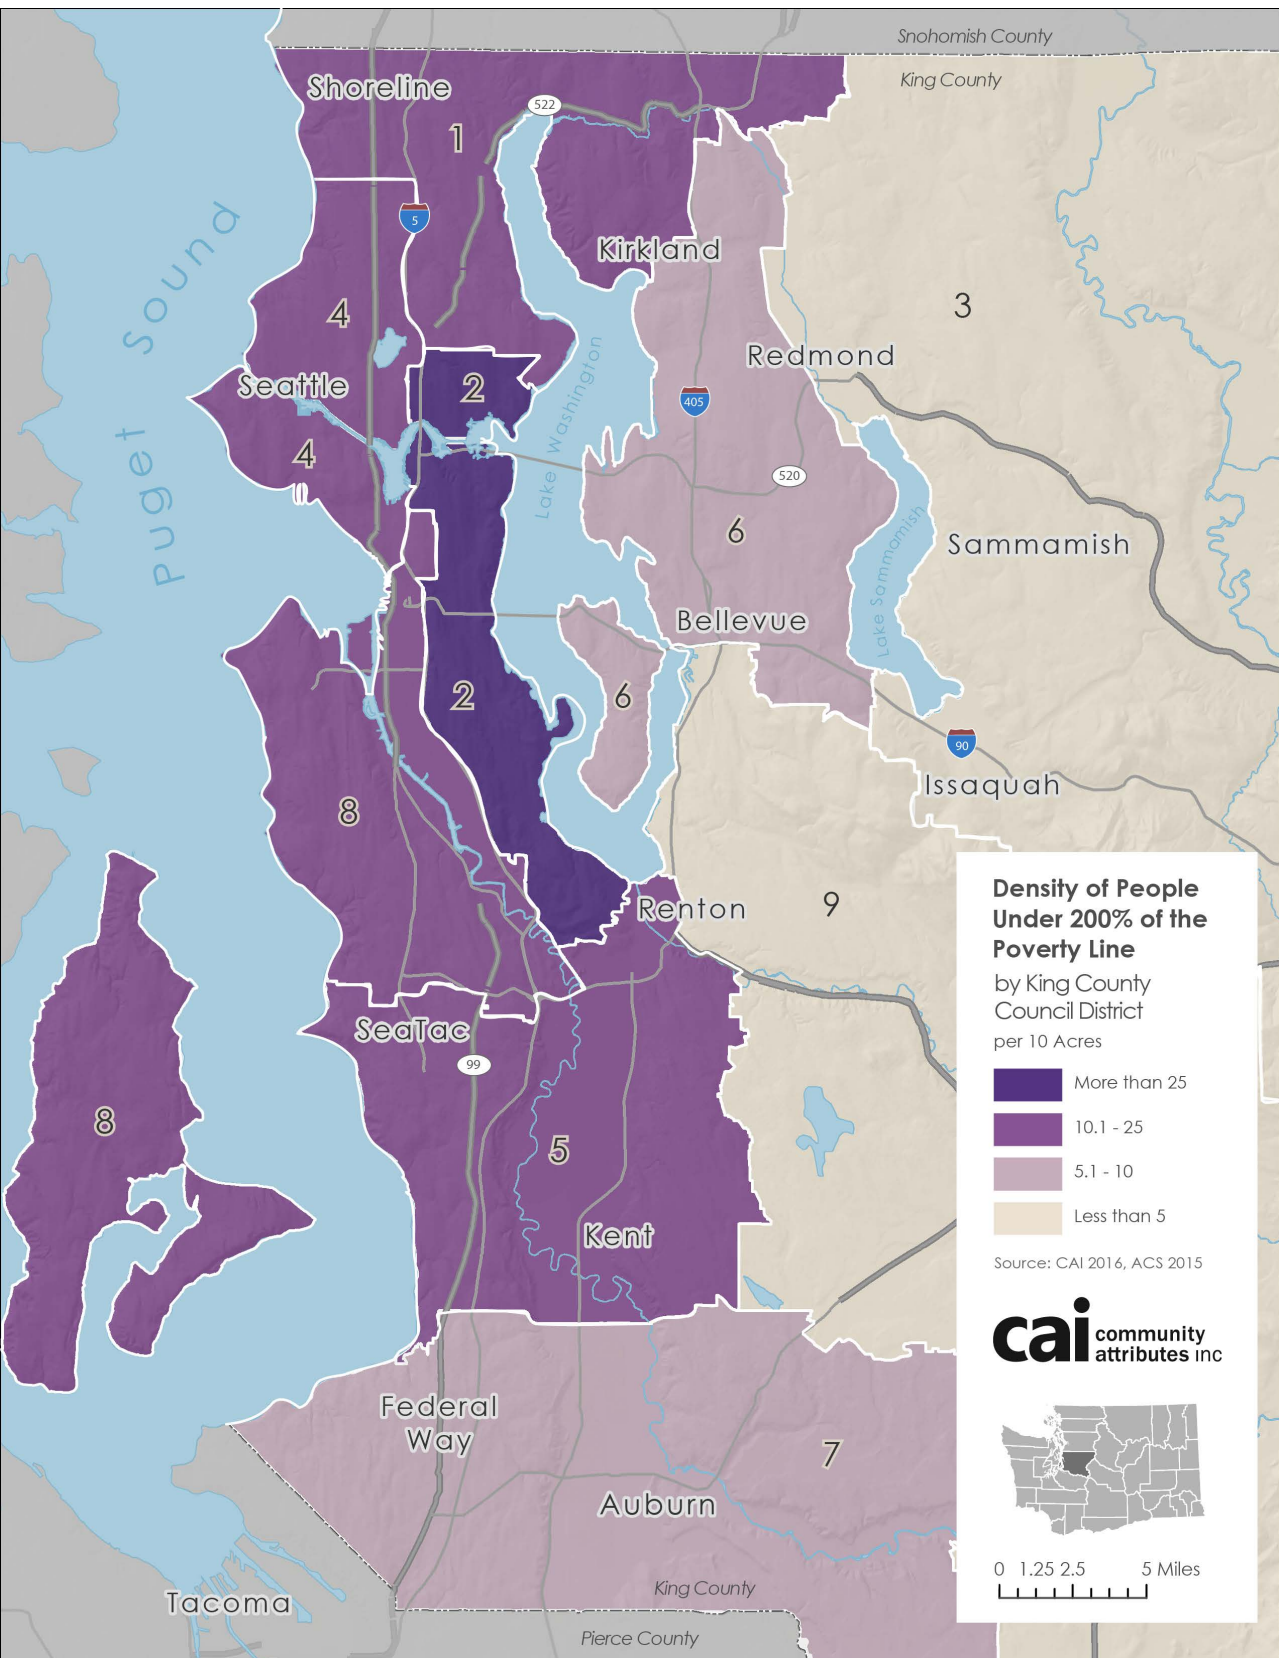 Snohomish County
King County
Shoreline
522
1
5
Puget Sound
Kirkland
4
3
Redmond
Seattle
2
Lake Washington
405
4
520
6
Sammamish
Lake Sammamish
Bellevue
2
6
90
Issaquah
8
Renton
9
SeaTac
99
8
5
Kent
Federal
Way
7
Auburn
King County
Tacoma
Pierce County
Density of People
Under 200% of the
Poverty Line
by King County
Council District
per 10 Acres
More than 25
10.1 - 25
5.1 - 10
Less than 5
Source: CAI 2016, ACS 2015
cai community
attributes inc
0 1.25 2.5 5 Miles